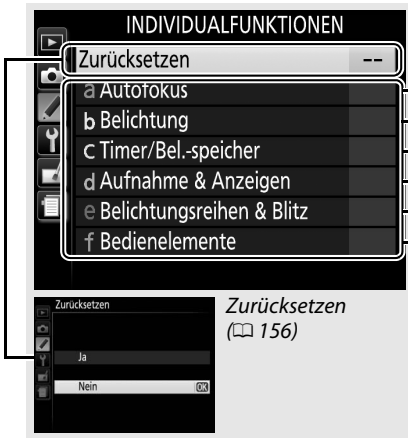 INDIVIDUALFUNKTIONEN
Zurücksetzen --
a Autofokus
b Belichtung
c Timer/Bel.-speicher
d Aufnahme & Anzeigen
e Belichtungsreihen & Blitz
f Bedienelemente
Zurücksetzen
Ja
Nein OK
Zurücksetzen
(📖 156)